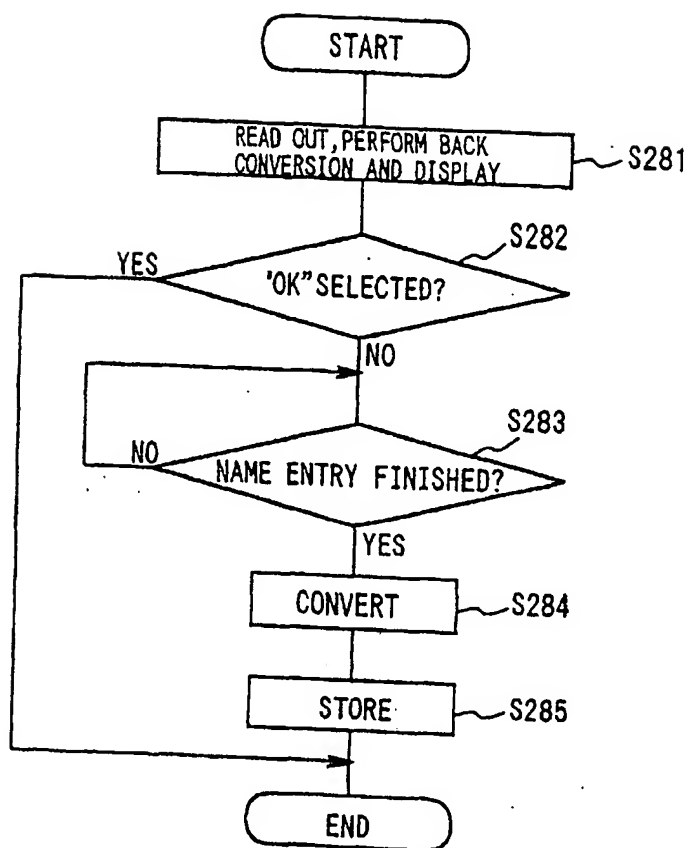 START
READ OUT,PERFORM BACK
CONVERSION AND DISPLAY
S281
S282
YES
"OK" SELECTED?
NO
S283
NO
NAME ENTRY FINISHED?
YES
CONVERT
S284
STORE
S285
END